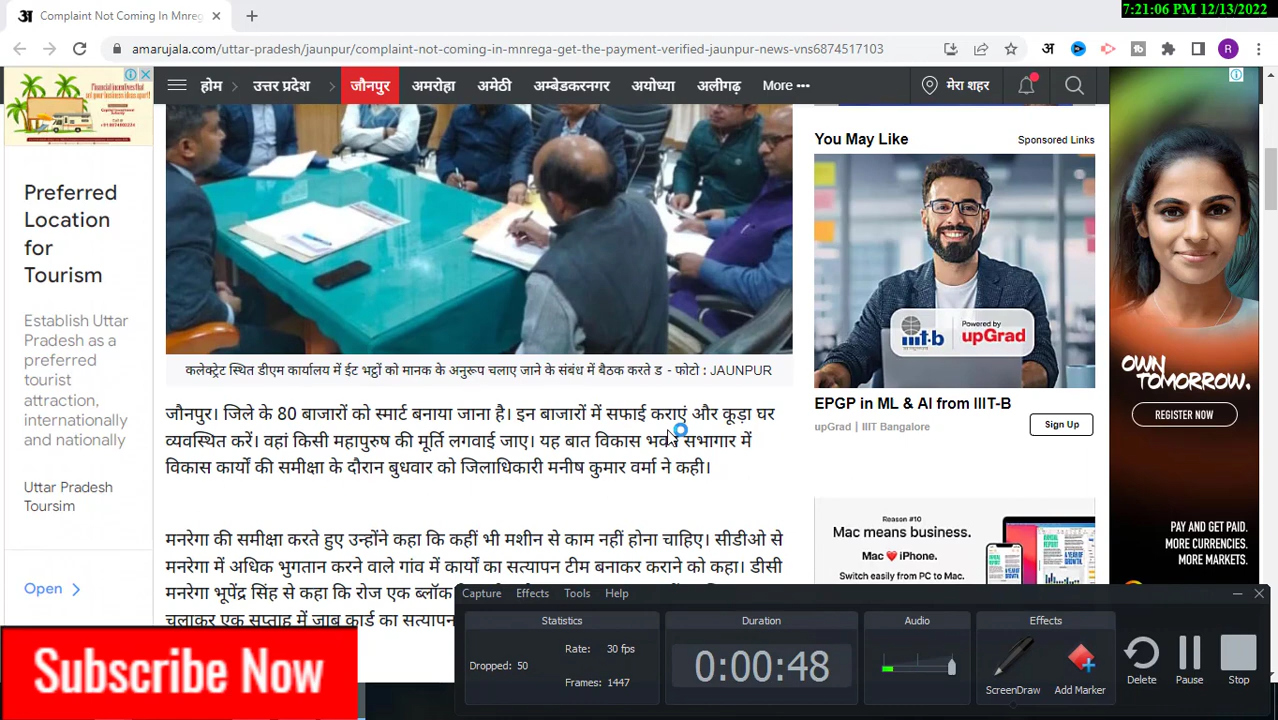 7:21:06 PM 12/13/2022
Complaint Not Coming In Mnreg
amarujala.com/uttar-pradesh/jaunpur/complaint-not-coming-in-mnrega-get-the-payment-verified-jaunpur-news-vns6874517103
R
होम
उत्तर प्रदेश
जौनपुर
अमरोहा
अमेठी
अम्बेडकरनगर
अयोध्या
अलीगढ़
More •••
मेरा शहर
Preferred
Location
for
Tourism
Establish Uttar
Pradesh as a
preferred
tourist
attraction,
internationally
and nationally
Uttar Pradesh
Toursim
Open
कलेक्ट्रेट स्थित डीएम कार्यालय में ईट भट्ठों को मानक के अनुरूप चलाए जाने के संबंध में बैठक करते ड - फोटो : JAUNPUR
जौनपुर। जिले के 80 बाजारों को स्मार्ट बनाया जाना है। इन बाजारों में सफाई कराएं और कूड़ा घर
व्यवस्थित करें। वहां किसी महापुरुष की मूर्ति लगवाई जाए। यह बात विकास भवन सभागार में
विकास कार्यों की समीक्षा के दौरान बुधवार को जिलाधिकारी मनीष कुमार वर्मा ने कही।
मनरेगा की समीक्षा करते हुए उन्होंने कहा कि कहीं भी मशीन से काम नहीं होना चाहिए। सीडीओ से
मनरेगा में अधिक भुगतान करने वाले गांव में कार्यों का सत्यापन टीम बनाकर कराने को कहा। डीसी
मनरेगा भूपेंद्र सिंह से कहा कि रोज एक ब्लॉक
चलाकर एक सप्ताह में जाब कार्ड का सत्यापन
You May Like
Sponsored Links
iiit-b
Powered by
upGrad
EPGP in ML & AI from IIIT-B
upGrad | IIIT Bangalore
Sign Up
Reason #10
Mac means business.
Mac ♥ iPhone.
Switch easily from PC to Mac.
OWN
TOMORROW.
REGISTER NOW
PAY AND GET PAID.
MORE CURRENCIES.
MORE MARKETS.
Capture
Effects
Tools
Help
Statistics
Dropped: 50
Rate: 30 fps
Frames: 1447
Duration
0:00:48
Audio
Effects
ScreenDraw
Add Marker
Delete
Pause
Stop
Subscribe Now